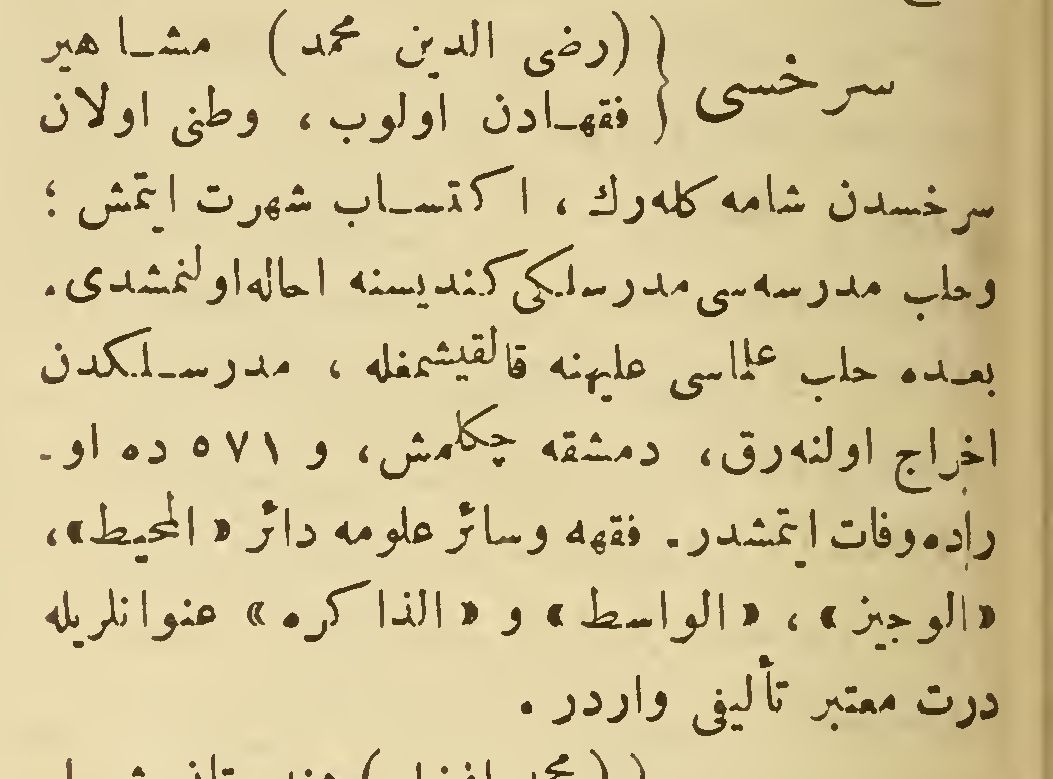 سرخسی { (رضی الدین محمد) مشاهیر
فقهادن اولوب، وطنی اولان
سرخسدن شامه کله‌رك، اکتساب شهرت ایتمش؛
وحلب مدرسه‌سی مدرسلکی کندیسنه احاله اولنمشدی.
بعده حلب علماسی علیهنه قالقیشمغله، مدرسلکدن
اخراج اولنه‌رق، دمشقه چکلمش، و ٥٧١ ده او-
راده وفات ایتمشدر. فقهه وسائر علومه دائر «المحیط»،
«الوجیز»، «الواسط» و «الذاکره» عنوانلریله
درت معتبر تألیفی واردر.